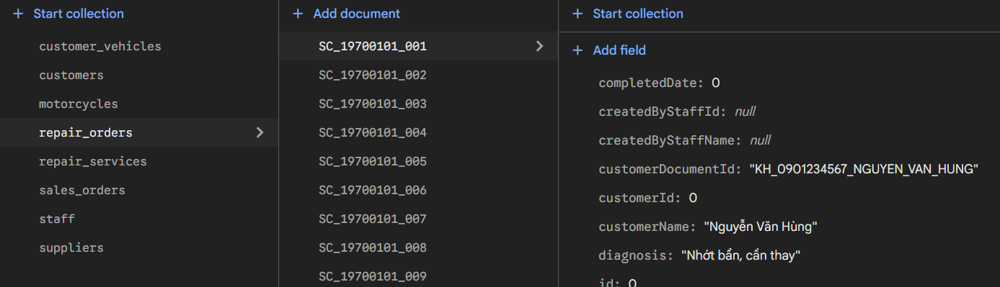 + Start collection
customer_vehicles
customers
motorcycles
repair_orders
repair_services
sales_orders
staff
suppliers
+ Add document
SC_19700101_001
SC_19700101_002
SC_19700101_003
SC_19700101_004
SC_19700101_005
SC_19700101_006
SC_19700101_007
SC_19700101_008
SC_19700101_009
+ Start collection
+ Add field
completedDate: 0
createdByStaffId: null
createdByStaffName: null
customerDocumentId: "KH_0901234567_NGUYEN_VAN_HUNG"
customerId: 0
customerName: "Nguyễn Văn Hùng"
diagnosis: "Nhớt bẩn, cần thay"
id: 0